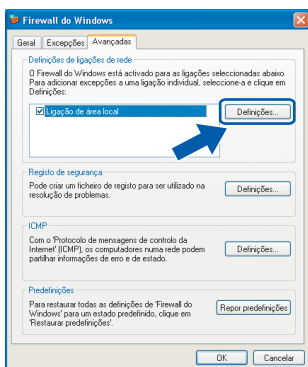 Firewall do Windows
Geral Excepções Avançadas
Definições de ligações de rede
O Firewall do Windows está activado para as ligações seleccionadas abaixo.
Para adicionar excepções a uma ligação individual, seleccione-a e clique em
Definições:
Ligação de área local
Definições...
Registo de segurança
Pode criar um ficheiro de registo para ser utilizado na
resolução de problemas.
Definições...
ICMP
Com o 'Protocolo de mensagens de controlo da
Internet' (ICMP), os computadores numa rede podem
partilhar informações de erro e de estado.
Definições...
Predefinições
Para restaurar todas as definições de 'Firewall do
Windows' para um estado predefinido, clique em
'Restaurar predefinições'.
Repor predefinições
OK Cancelar